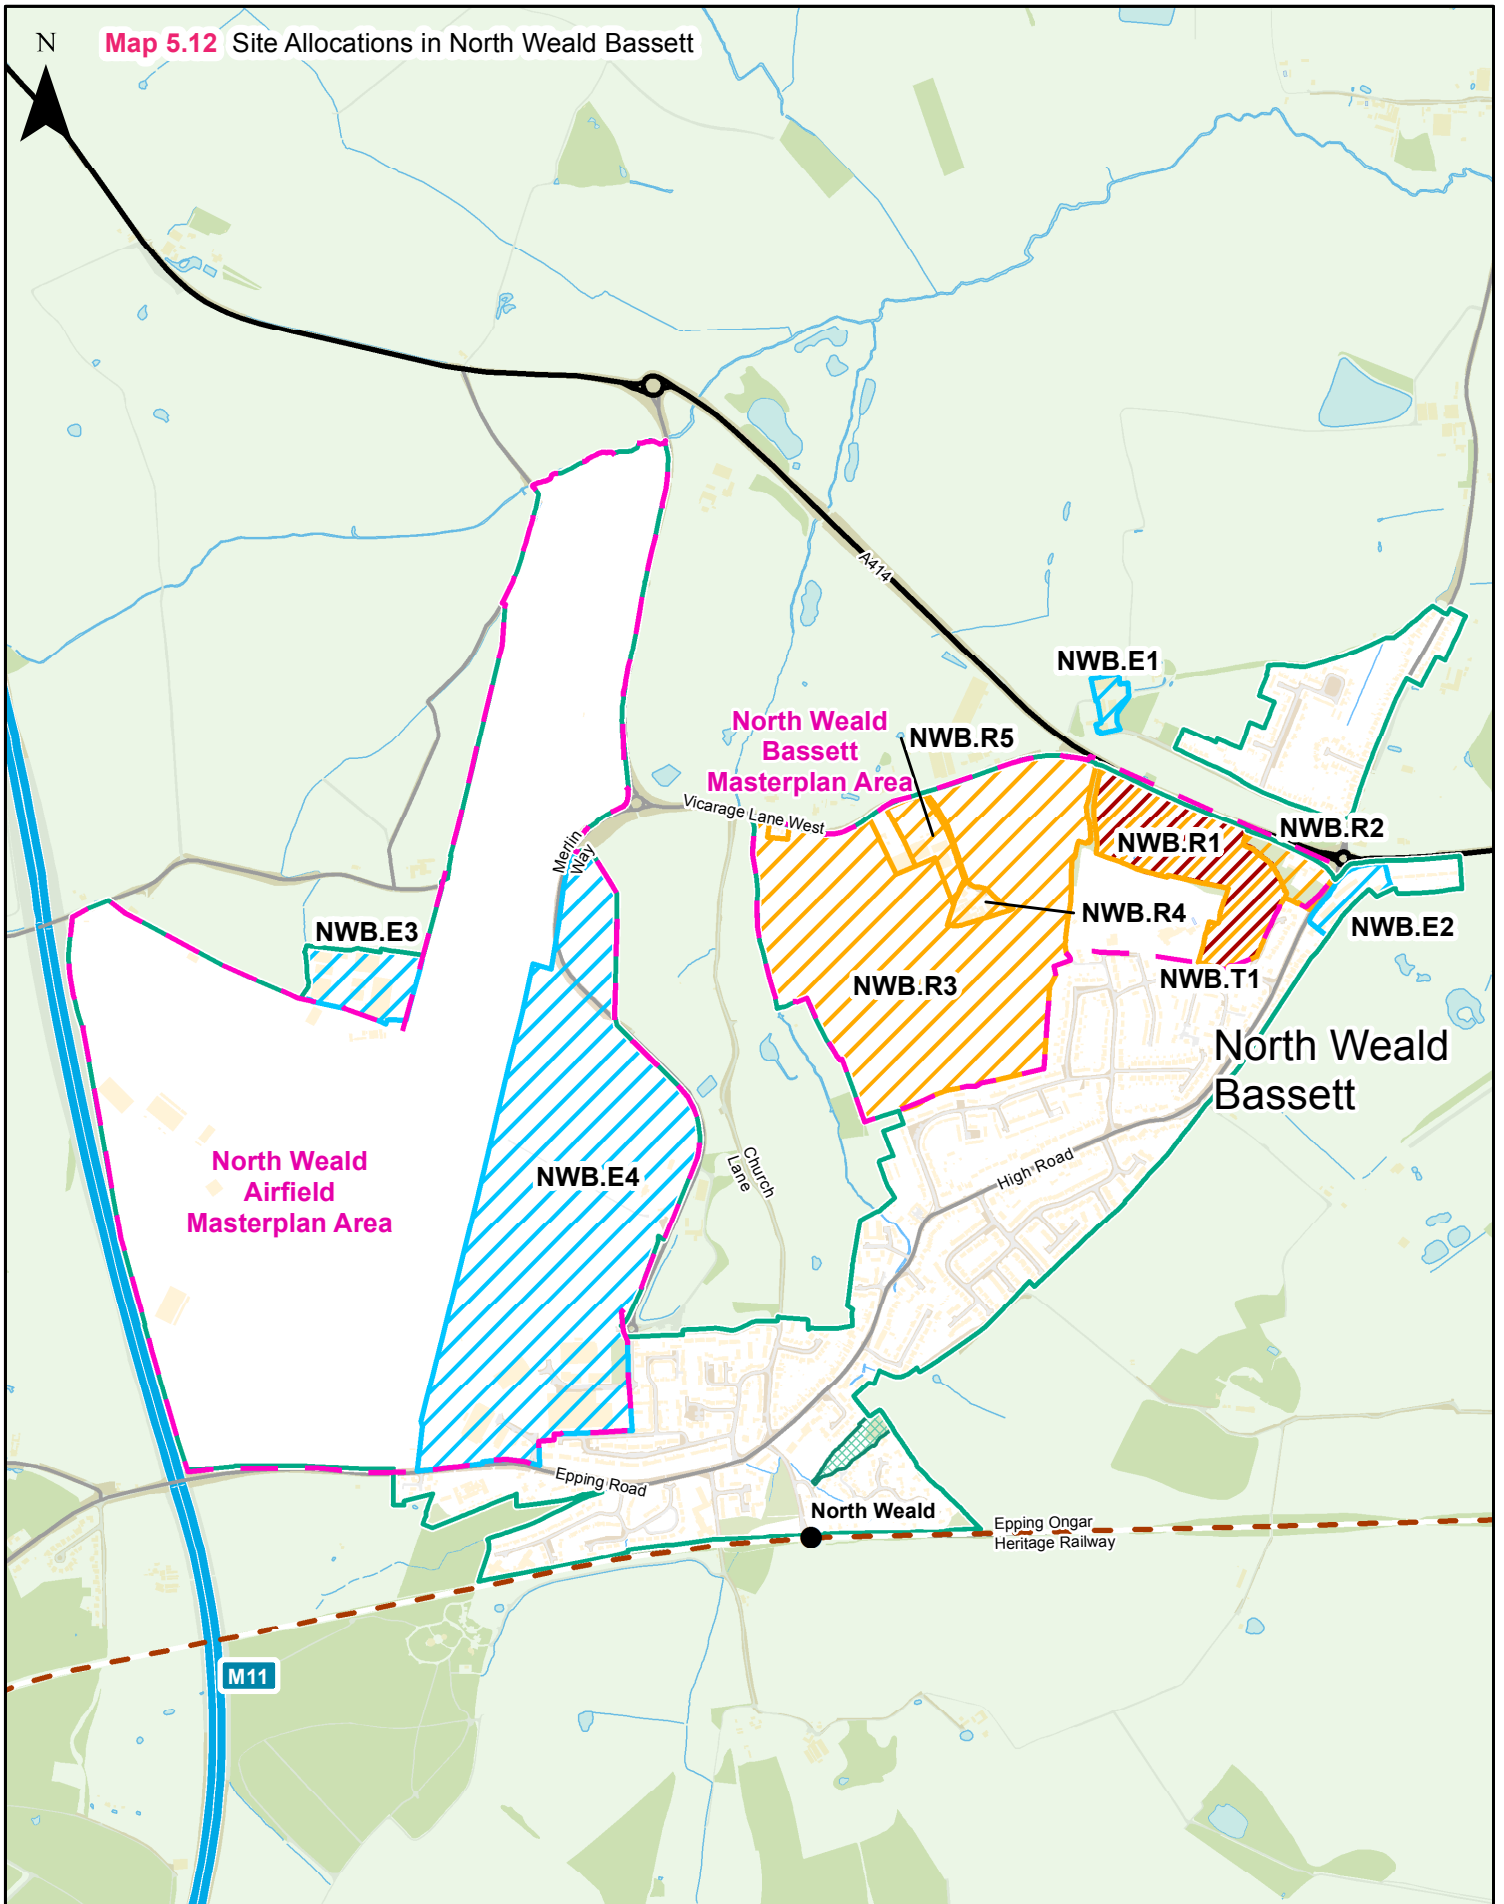 N
Map 5.12 Site Allocations in North Weald Bassett
A414
NWB.E1
North Weald
Bassett
Masterplan Area
NWB.R5
Vicarage Lane West
NWB.R2
NWB.R1
Merlin
Way
NWB.R4
NWB.E2
NWB.E3
NWB.R3
NWB.T1
North Weald
Bassett
North Weald
Airfield
Masterplan Area
NWB.E4
Church
Lane
High Road
Epping Road
North Weald
Epping Ongar
Heritage Railway
M11